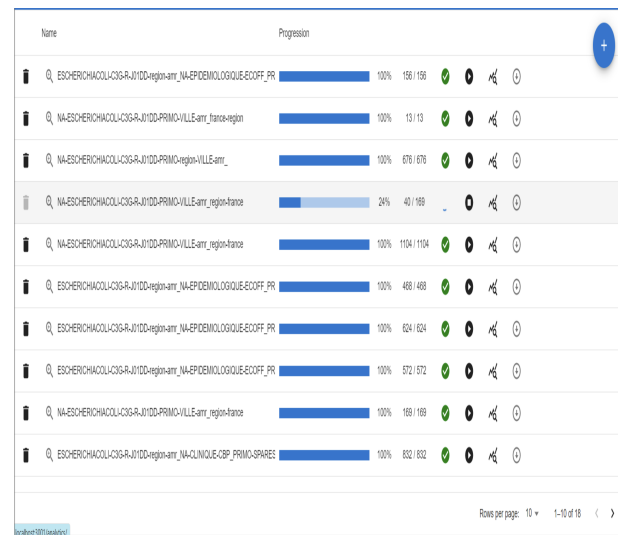 Name Progression
+
ESCHERICHIACOLI-C3G-R-J01DD-region-amr_NA-EPIDEMIOLOGIQUE-ECOFF_PR 100% 156 / 156
NA-ESCHERICHIACOLI-C3G-R-J01DD-PRIMO-VILLE-amr_france-region 100% 13 / 13
NA-ESCHERICHIACOLI-C3G-R-J01DD-PRIMO-region-VILLE-amr_ 100% 676 / 676
NA-ESCHERICHIACOLI-C3G-R-J01DD-PRIMO-VILLE-amr_region-france 24% 40 / 169
NA-ESCHERICHIACOLI-C3G-R-J01DD-PRIMO-VILLE-amr_region-france 100% 1104 / 1104
ESCHERICHIACOLI-C3G-R-J01DD-region-amr_NA-EPIDEMIOLOGIQUE-ECOFF_PR 100% 468 / 468
ESCHERICHIACOLI-C3G-R-J01DD-region-amr_NA-EPIDEMIOLOGIQUE-ECOFF_PR 100% 624 / 624
ESCHERICHIACOLI-C3G-R-J01DD-region-amr_NA-EPIDEMIOLOGIQUE-ECOFF_PR 100% 572 / 572
NA-ESCHERICHIACOLI-C3G-R-J01DD-PRIMO-VILLE-amr_region-france 100% 169 / 169
ESCHERICHIACOLI-C3G-R-J01DD-region-amr_NA-CLINIQUE-CBP_PRIMO-SPARES 100% 832 / 832
Rows per page: 10 1–10 of 18
localhost:3001/analytics/